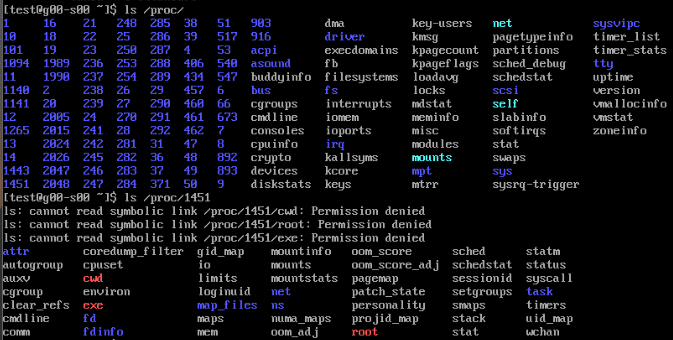 [test@g00-s00 ~]$ ls /proc/
1 16 21 248 285 38 51 903 dma key-users net sysvipc
10 18 22 25 286 39 517 916 driver kmsg pagetypeinfo timer_list
101 19 23 250 287 4 53 acpi execdomains kpagecount partitions timer_stats
1094 1989 236 253 288 406 540 asound fb kpageflags sched_debug tty
11 1990 237 254 289 434 547 buddyinfo filesystems loadavg schedstat uptime
1140 2 238 26 29 457 6 bus fs locks scsi version
1141 20 239 27 290 460 66 cgroups interrupts mdstat self vmallocinfo
12 2005 24 270 291 461 673 cmdline iomem meminfo slabinfo vmstat
1265 2015 241 28 292 462 7 consoles ioports misc softirqs zoneinfo
13 2024 242 281 31 47 8 cpuinfo irq modules stat
14 2026 245 282 36 48 892 crypto kallsyms mounts swaps
1443 2047 246 283 37 49 893 devices kcore mpt sys
1451 2048 247 284 371 50 9 diskstats keys mtrr sysrq-trigger
[test@g00-s00 ~]$ ls /proc/1451
ls: cannot read symbolic link /proc/1451/cwd: Permission denied
ls: cannot read symbolic link /proc/1451/root: Permission denied
ls: cannot read symbolic link /proc/1451/exe: Permission denied
attr coredump_filter gid_map mountinfo oom_score sched statm
autogroup cpuset io mounts oom_score_adj schedstat status
auxv cwd limits mountstats pagemap sessionid syscall
cgroup environ loginuid net patch_state setgroups task
clear_refs exe map_files ns personality smaps timers
cmdline fd maps numa_maps projid_map stack uid_map
comm fdinfo mem oom_adj root stat wchan